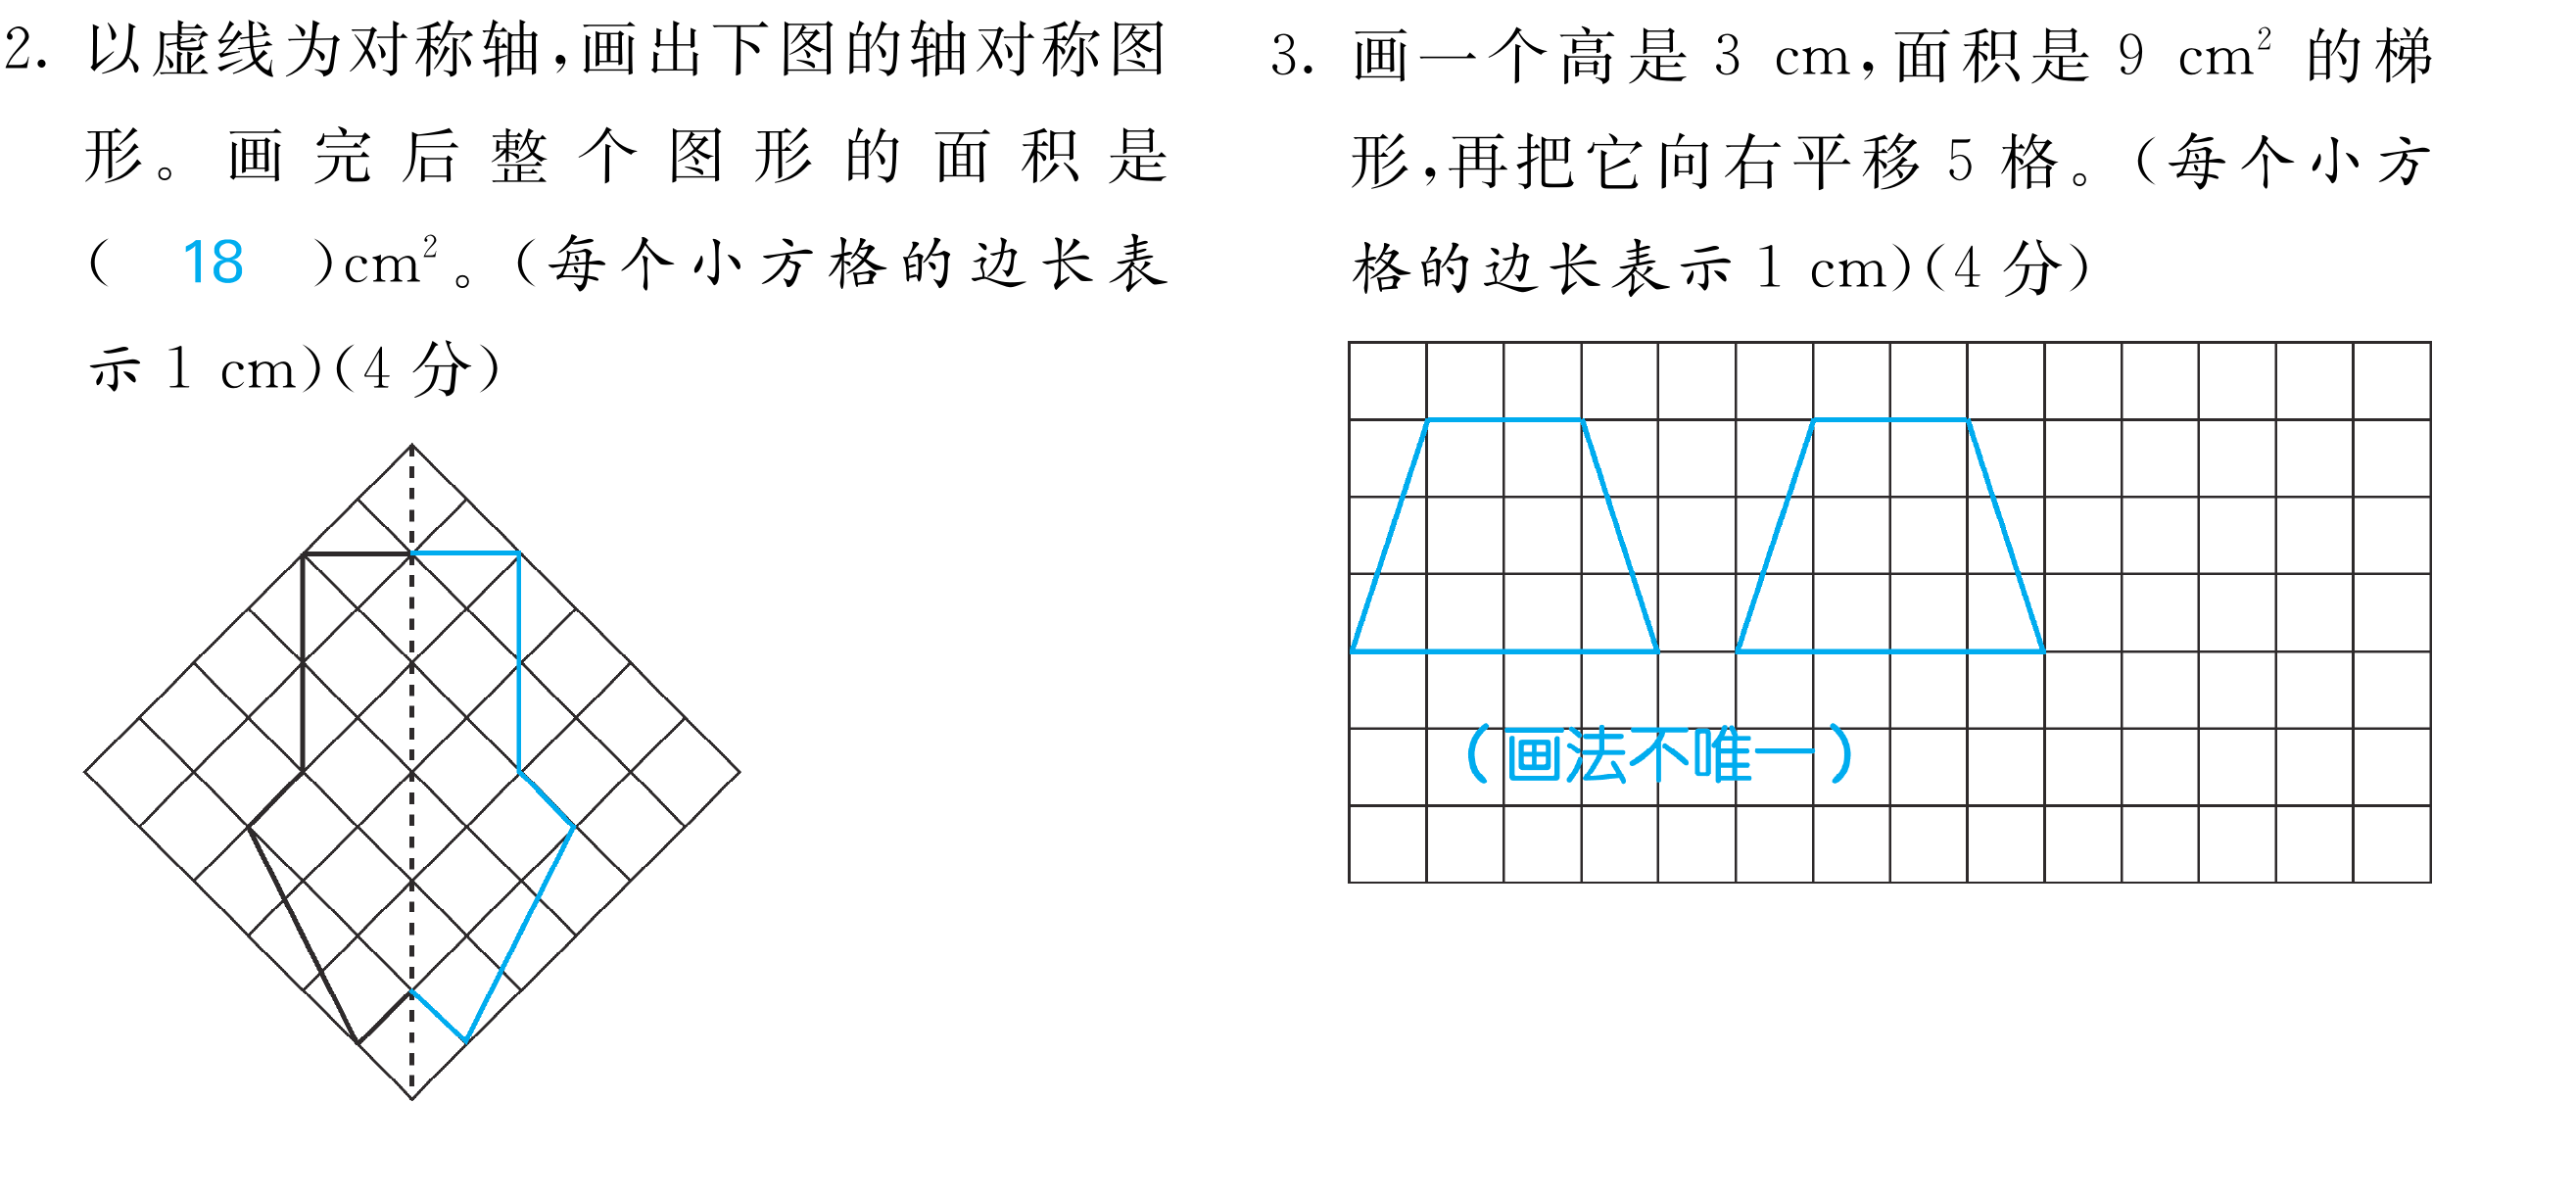 2. 以虚线为对称轴,画出下图的轴对称图
形。画完后整个图形的面积是
( 18 )cm²。(每个小方格的边长表
示 1 cm)(4 分)
3. 画一个高是 3 cm,面积是 9 cm² 的梯
形,再把它向右平移 5 格。(每个小方
格的边长表示 1 cm)(4 分)
(画法不唯一)